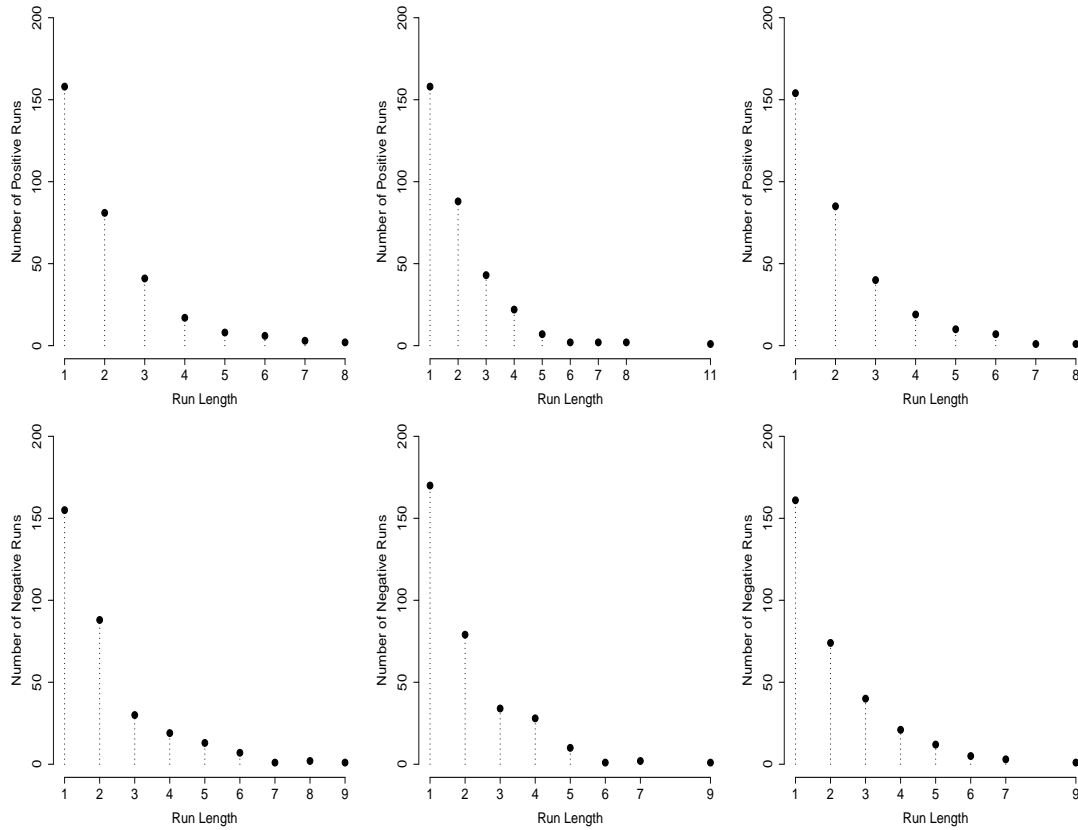 Number of Positive Runs
0 50 100 150 200
1 2 3 4 5 6 7 8
Run Length
Number of Positive Runs
0 50 100 150 200
1 2 3 4 5 6 7 8 11
Run Length
Number of Positive Runs
0 50 100 150 200
1 2 3 4 5 6 7 8
Run Length
Number of Negative Runs
0 50 100 150 200
1 2 3 4 5 6 7 8 9
Run Length
Number of Negative Runs
0 50 100 150 200
1 2 3 4 5 6 7 9
Run Length
Number of Negative Runs
0 50 100 150 200
1 2 3 4 5 6 7 9
Run Length